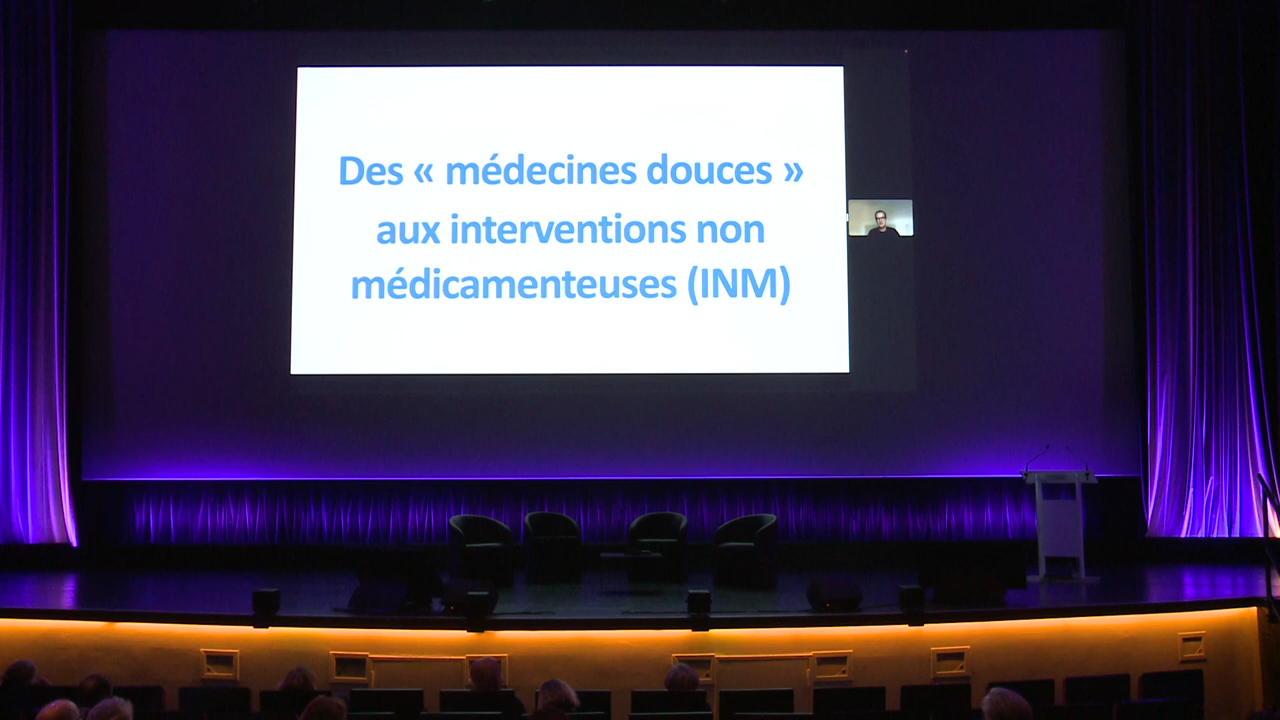 Des « médecines douces »
aux interventions non
médicamenteuses (INM)